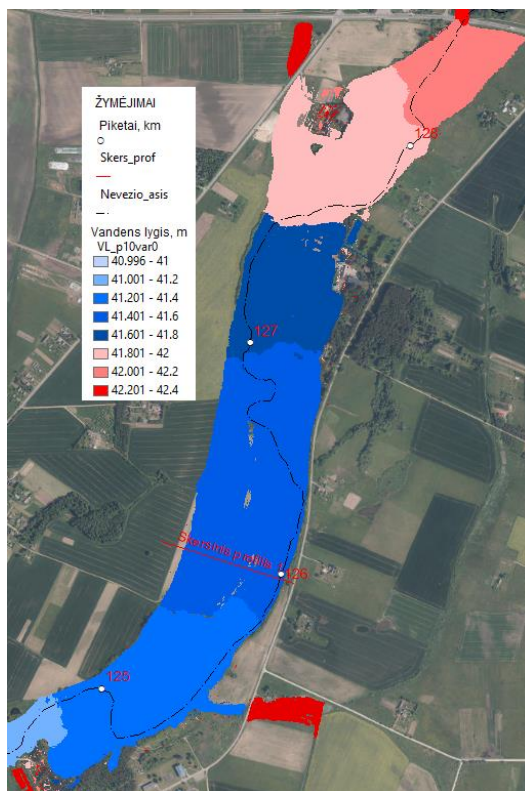 ŽYMĖJIMAI
Piketai, km
Skers_prof
Nevezio_asis
Vandens lygis, m
VL_p10var0
40.996 - 41
41.001 - 41.2
41.201 - 41.4
41.401 - 41.6
41.601 - 41.8
41.801 - 42
42.001 - 42.2
42.201 - 42.4
128
127
Skersinis profilis 1
126
125